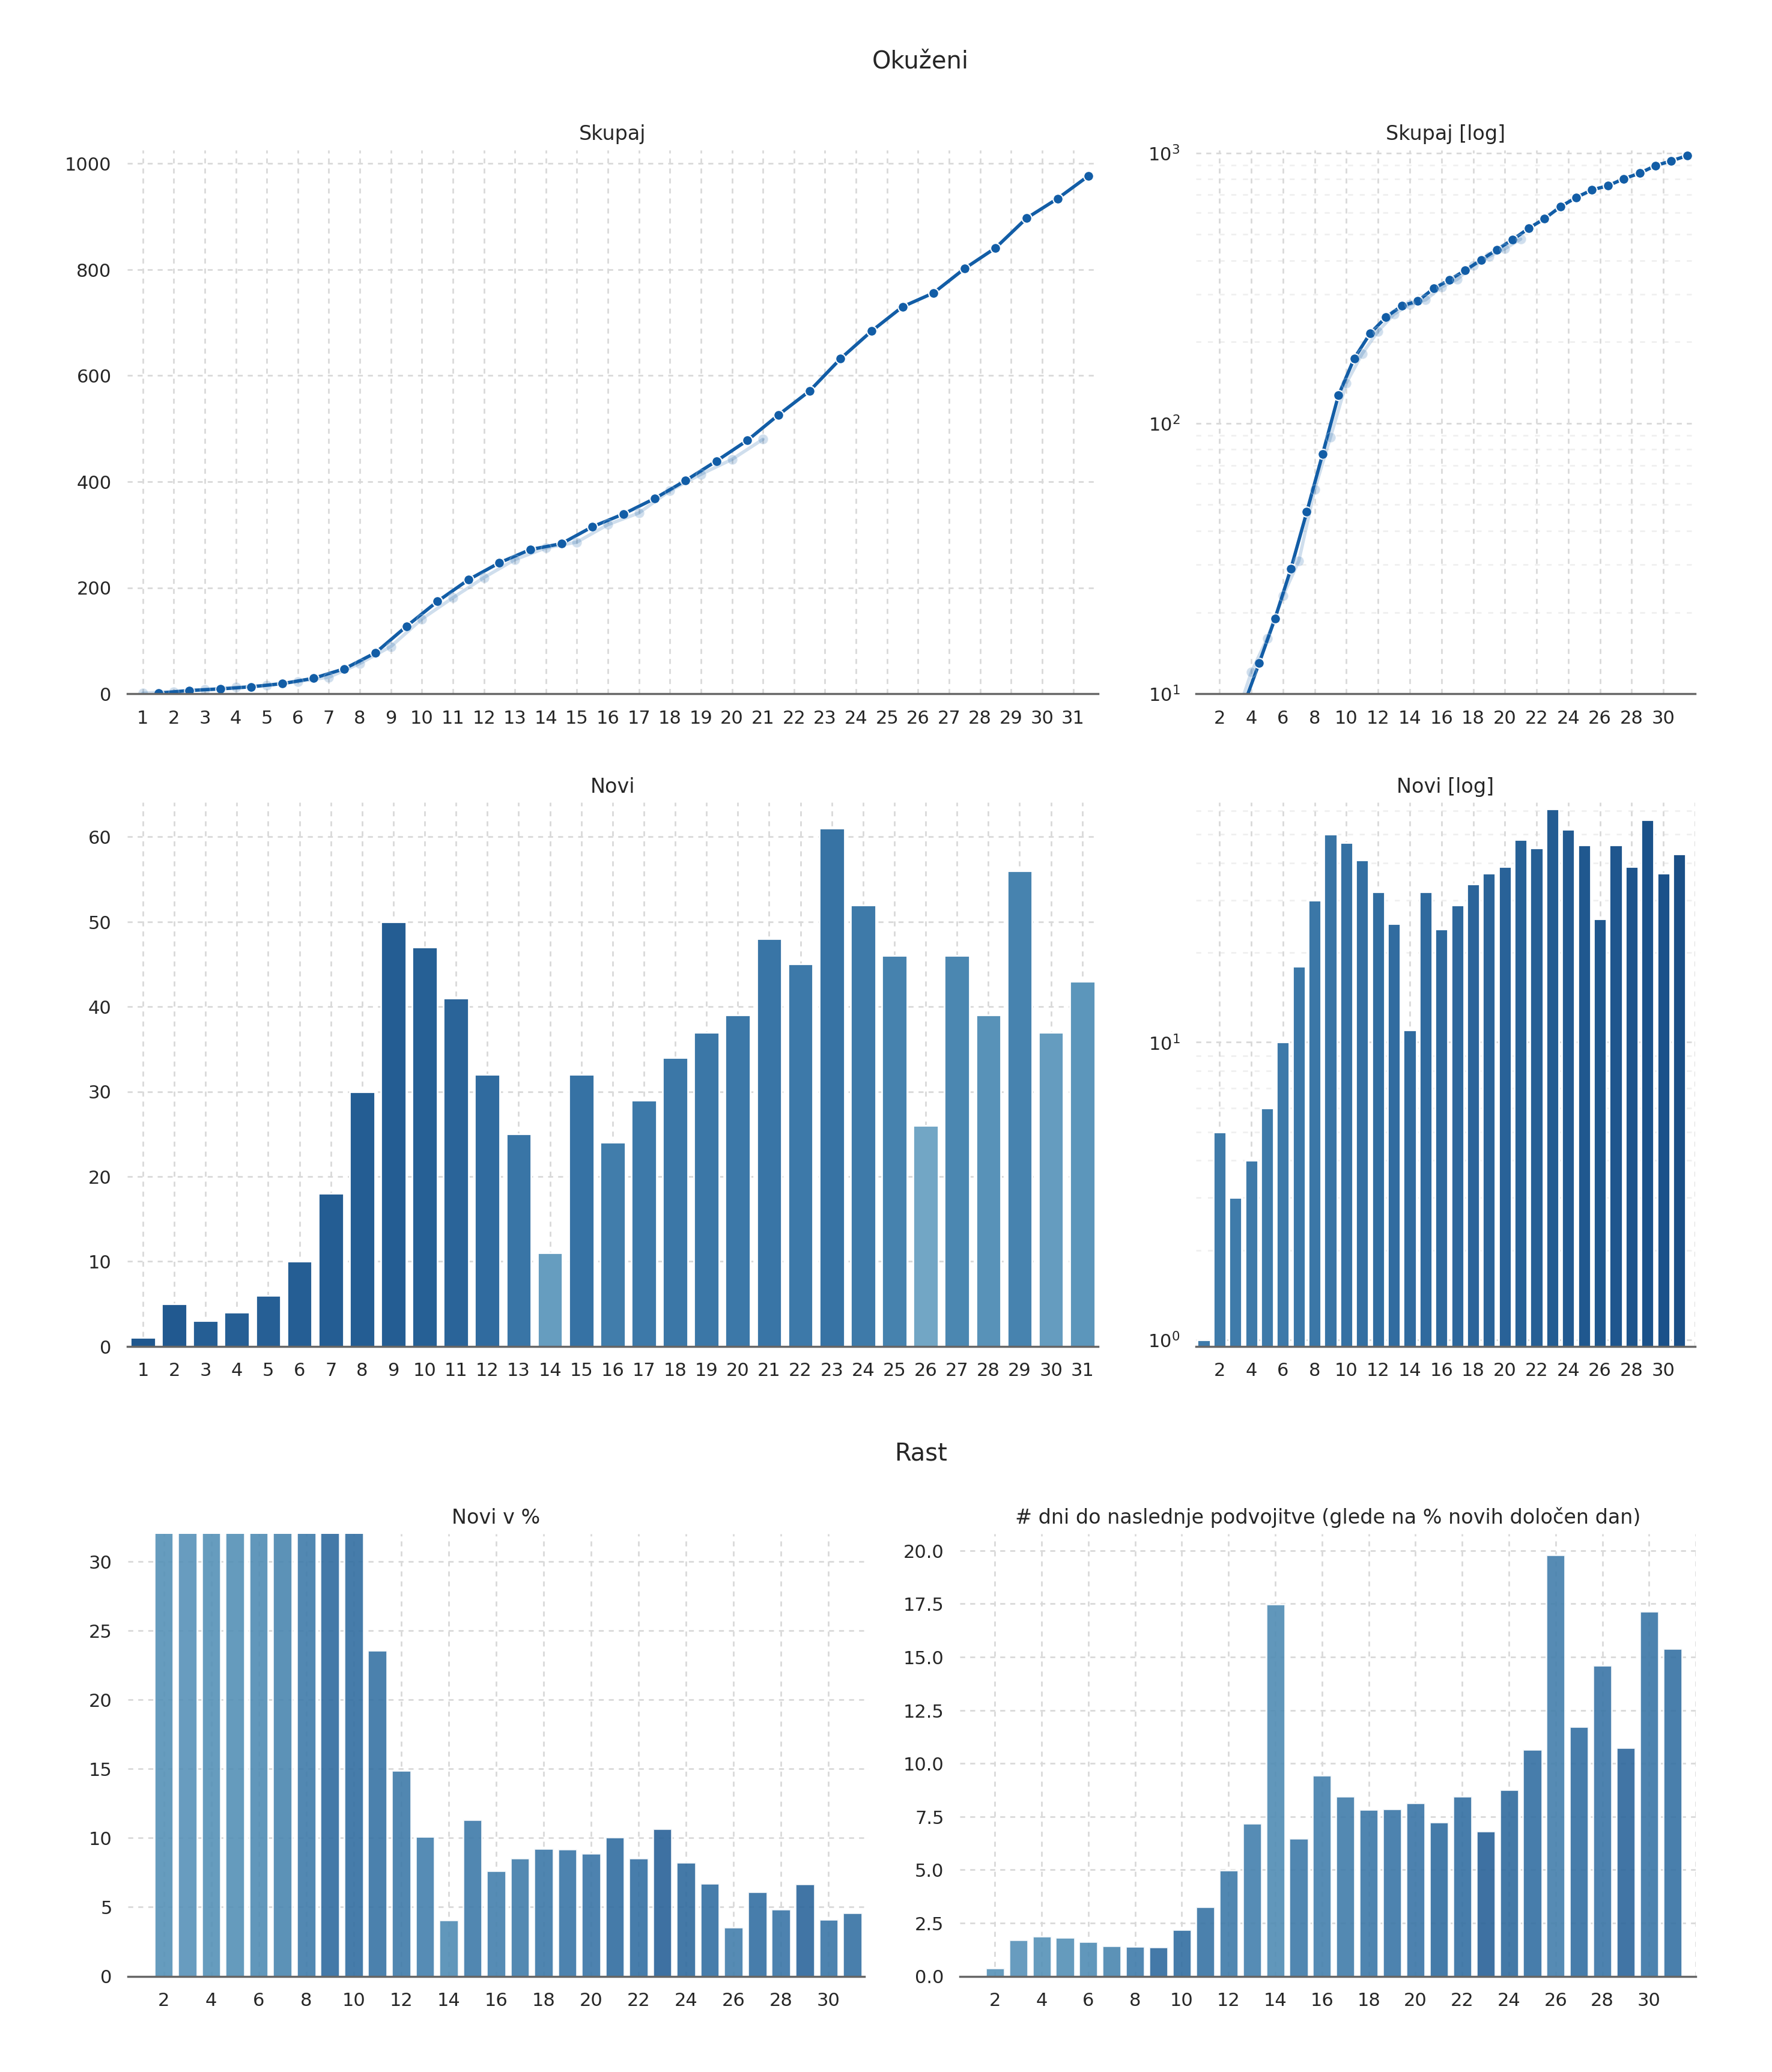 Okuženi
Skupaj
1000
800
600
400
200
0
1 2 3 4 5 6 7 8 9 10 11 12 13 14 15 16 17 18 19 20 21 22 23 24 25 26 27 28 29 30 31
Skupaj [log]
10³
10²
10¹
2 4 6 8 10 12 14 16 18 20 22 24 26 28 30
Novi
60
50
40
30
20
10
0
1 2 3 4 5 6 7 8 9 10 11 12 13 14 15 16 17 18 19 20 21 22 23 24 25 26 27 28 29 30 31
Novi [log]
10¹
10⁰
2 4 6 8 10 12 14 16 18 20 22 24 26 28 30
Rast
Novi v %
30
25
20
15
10
5
0
2 4 6 8 10 12 14 16 18 20 22 24 26 28 30
# dni do naslednje podvojitve (glede na % novih določen dan)
20.0
17.5
15.0
12.5
10.0
7.5
5.0
2.5
0.0
2 4 6 8 10 12 14 16 18 20 22 24 26 28 30